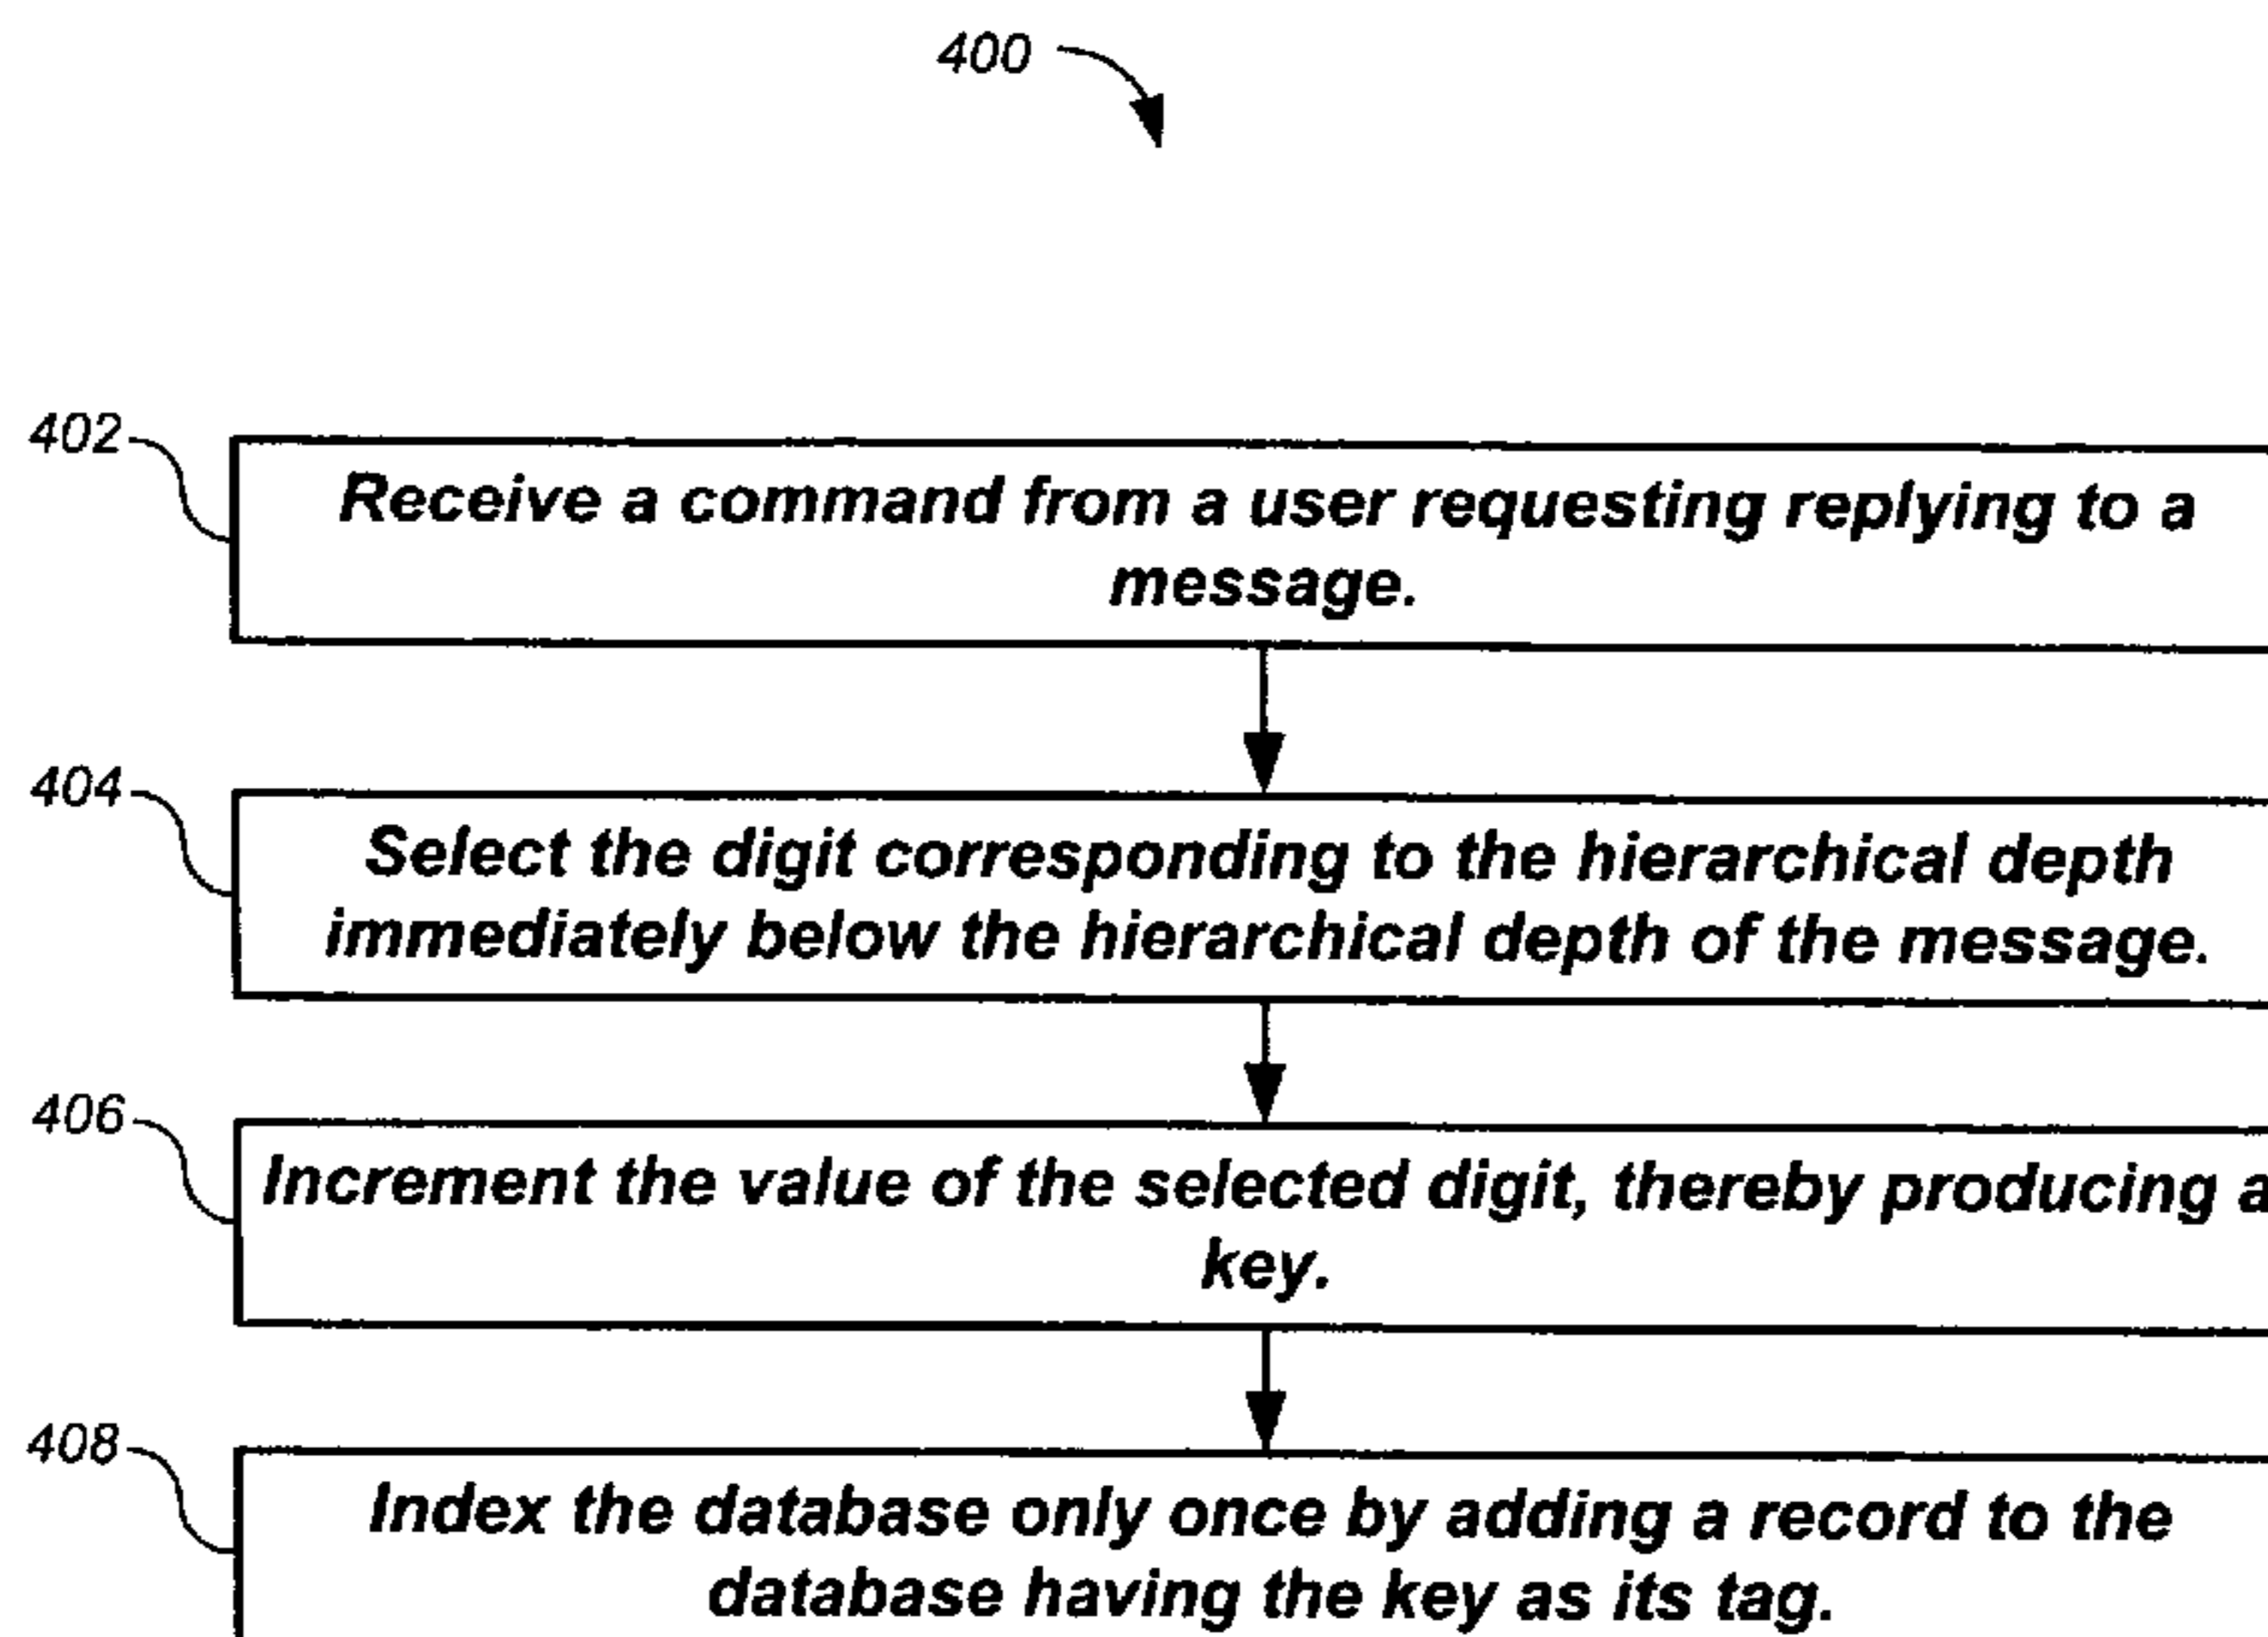 400
402
Receive a command from a user requesting replying to a
message.
404
Select the digit corresponding to the hierarchical depth
immediately below the hierarchical depth of the message.
406
Increment the value of the selected digit, thereby producing a
key.
408
Index the database only once by adding a record to the
database having the key as its tag.